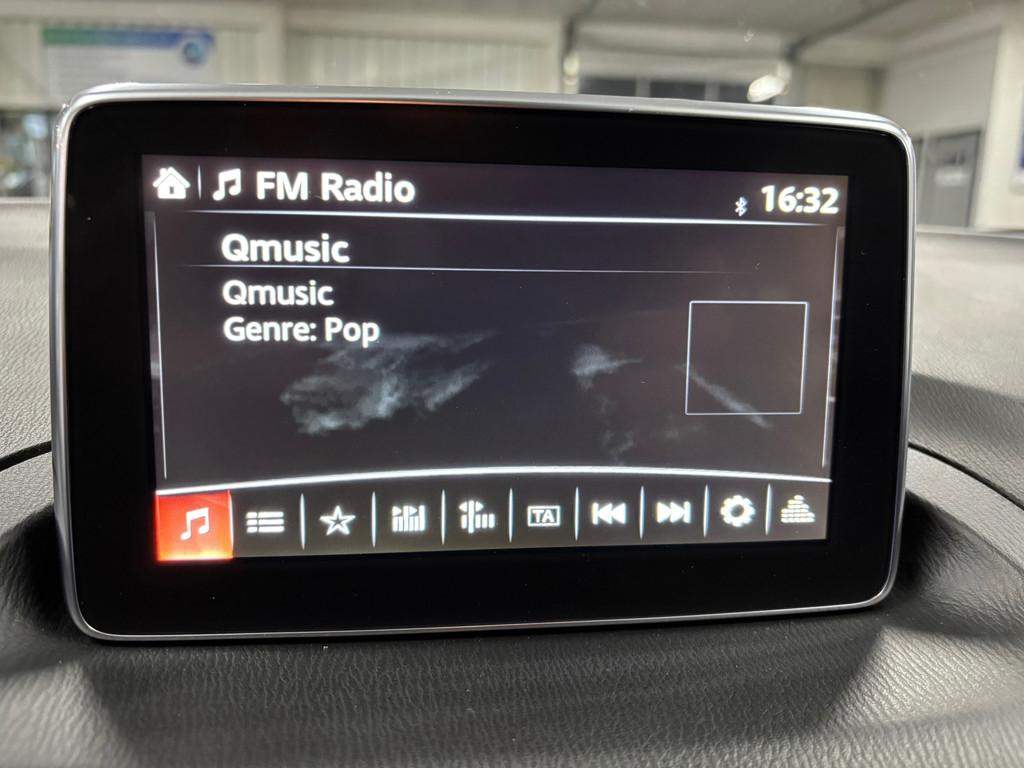 FM Radio
16:32
Qmusic
Qmusic
Genre: Pop
TA